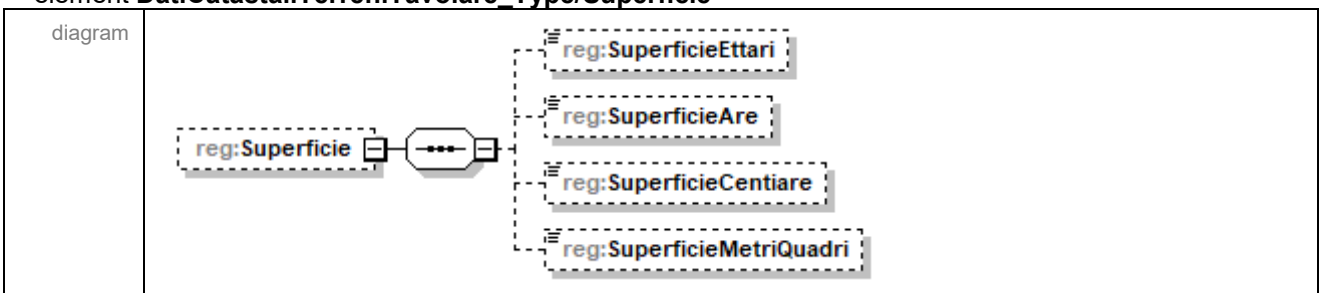 element DatiCatastaliTerreniTavolare_Type/Superficie
diagram
reg:SuperficieEttari
reg:SuperficieAre
reg:Superficie
reg:SuperficieCentiare
reg:SuperficieMetriQuadri